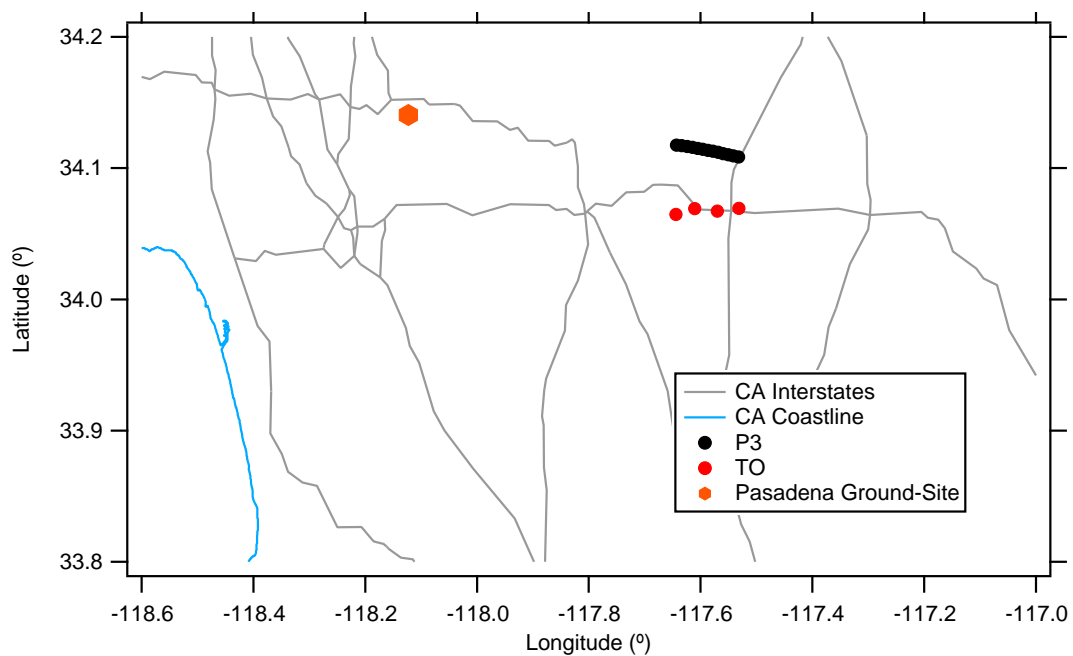 34.2
34.1
34.0
33.9
33.8
Latitude (º)
CA Interstates
CA Coastline
P3
TO
Pasadena Ground-Site
-118.6 -118.4 -118.2 -118.0 -117.8 -117.6 -117.4 -117.2 -117.0
Longitude (º)